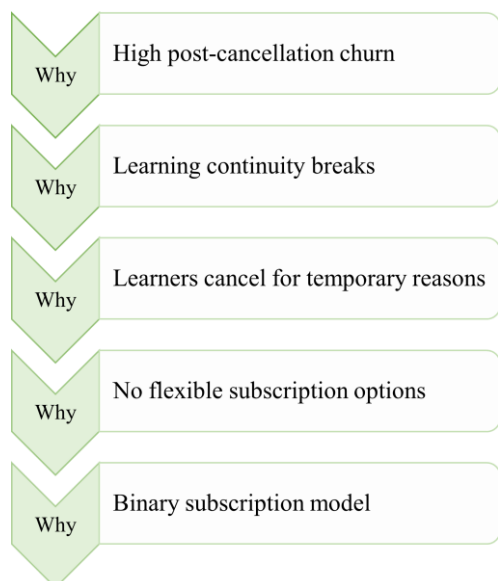 Why
High post-cancellation churn
Why
Learning continuity breaks
Why
Learners cancel for temporary reasons
Why
No flexible subscription options
Why
Binary subscription model